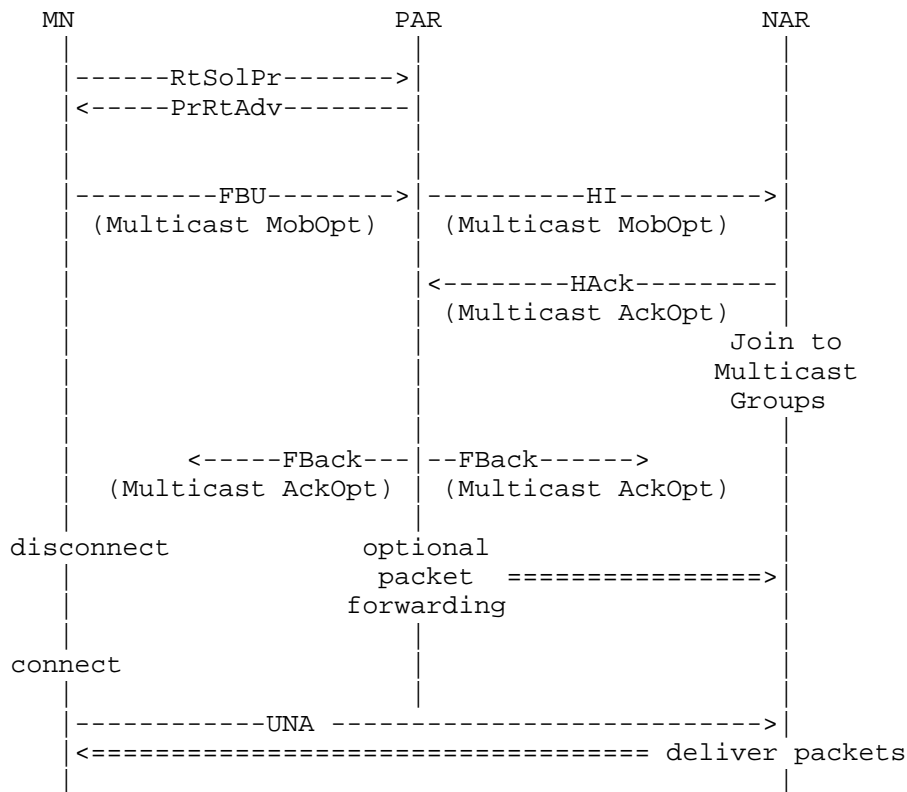 MN PAR NAR
------RtSolPr------->
<-----PrRtAdv--------
---------FBU--------> ----------HI--------->
(Multicast MobOpt) (Multicast MobOpt)
<--------HAck---------
(Multicast AckOpt)
Join to
Multicast
Groups
<-----FBack--- --FBack------>
(Multicast AckOpt) (Multicast AckOpt)
disconnect optional
packet ================>
forwarding
connect
------------UNA --------------------------->
<=================================== deliver packets